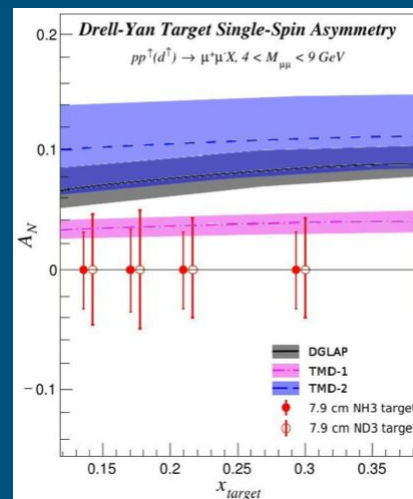 Drell-Yan Target Single-Spin Asymmetry
pp↑(d↑) → μ⁺μ⁻X, 4 < Mμμ < 9 GeV
0.2
0.1
0
−0.1
A_N
DGLAP
TMD-1
TMD-2
7.9 cm NH3 target
7.9 cm ND3 target
0.15 0.2 0.25 0.3 0.35
x_target